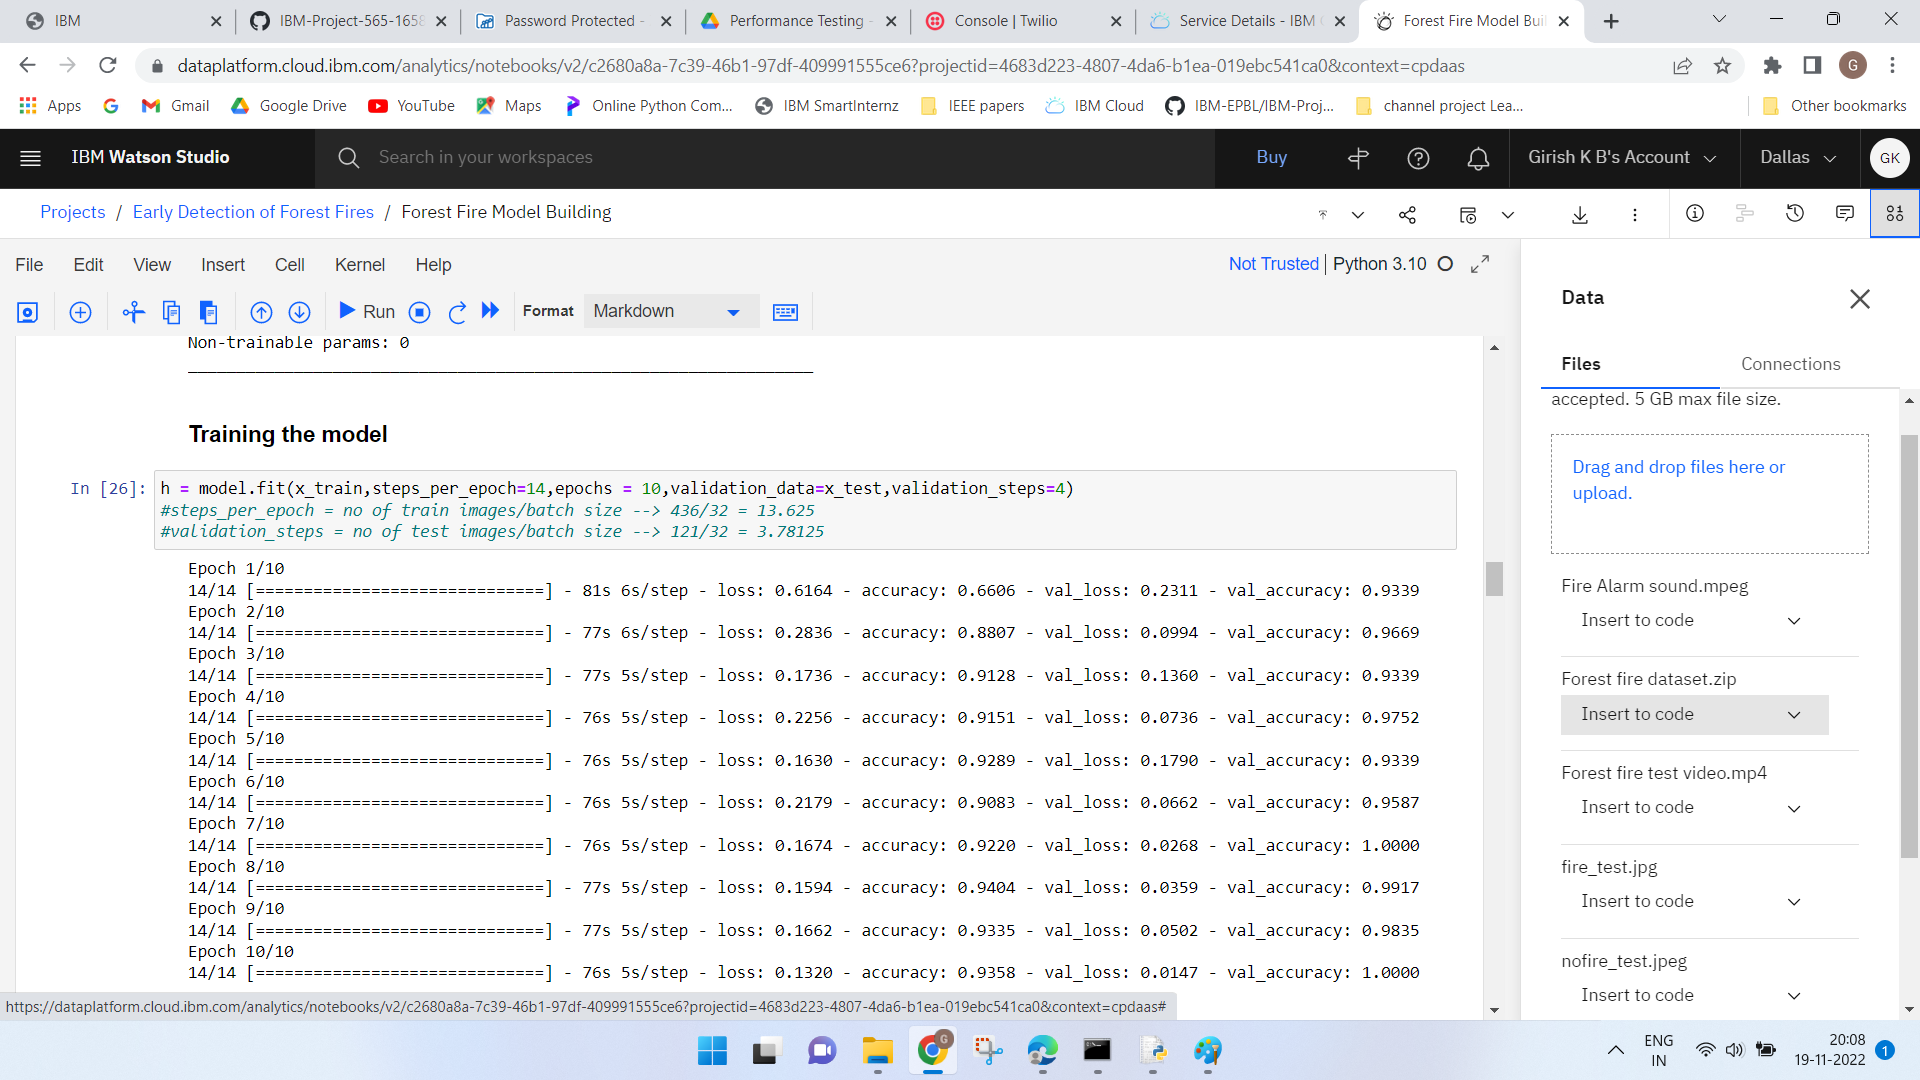 IBM
IBM-Project-565-1658
Password Protected -
Performance Testing -
Console | Twilio
Service Details - IBM
Forest Fire Model Buil
dataplatform.cloud.ibm.com/analytics/notebooks/v2/c2680a8a-7c39-46b1-97df-409991555ce6?projectid=4683d223-4807-4da6-b1ea-019ebc541ca0&context=cpdaas
G
Apps
Gmail
Google Drive
YouTube
Maps
Online Python Com...
IBM SmartInternz
IEEE papers
IBM Cloud
IBM-EPBL/IBM-Proj...
channel project Lea...
Other bookmarks
IBM Watson Studio
Search in your workspaces
Buy
Girish K B's Account
Dallas
GK
Projects / Early Detection of Forest Fires / Forest Fire Model Building
File Edit View Insert Cell Kernel Help
Not Trusted | Python 3.10
Run
Format
Markdown
Non-trainable params: 0
_________________________________________________________________
Training the model
In [26]: h = model.fit(x_train,steps_per_epoch=14,epochs = 10,validation_data=x_test,validation_steps=4)
#steps_per_epoch = no of train images/batch size --> 436/32 = 13.625
#validation_steps = no of test images/batch size --> 121/32 = 3.78125
Epoch 1/10
14/14 [==============================] - 81s 6s/step - loss: 0.6164 - accuracy: 0.6606 - val_loss: 0.2311 - val_accuracy: 0.9339
Epoch 2/10
14/14 [==============================] - 77s 6s/step - loss: 0.2836 - accuracy: 0.8807 - val_loss: 0.0994 - val_accuracy: 0.9669
Epoch 3/10
14/14 [==============================] - 77s 5s/step - loss: 0.1736 - accuracy: 0.9128 - val_loss: 0.1360 - val_accuracy: 0.9339
Epoch 4/10
14/14 [==============================] - 76s 5s/step - loss: 0.2256 - accuracy: 0.9151 - val_loss: 0.0736 - val_accuracy: 0.9752
Epoch 5/10
14/14 [==============================] - 76s 5s/step - loss: 0.1630 - accuracy: 0.9289 - val_loss: 0.1790 - val_accuracy: 0.9339
Epoch 6/10
14/14 [==============================] - 76s 5s/step - loss: 0.2179 - accuracy: 0.9083 - val_loss: 0.0662 - val_accuracy: 0.9587
Epoch 7/10
14/14 [==============================] - 76s 5s/step - loss: 0.1674 - accuracy: 0.9220 - val_loss: 0.0268 - val_accuracy: 1.0000
Epoch 8/10
14/14 [==============================] - 77s 5s/step - loss: 0.1594 - accuracy: 0.9404 - val_loss: 0.0359 - val_accuracy: 0.9917
Epoch 9/10
14/14 [==============================] - 77s 5s/step - loss: 0.1662 - accuracy: 0.9335 - val_loss: 0.0502 - val_accuracy: 0.9835
Epoch 10/10
14/14 [==============================] - 76s 5s/step - loss: 0.1320 - accuracy: 0.9358 - val_loss: 0.0147 - val_accuracy: 1.0000
Data
Files
Connections
accepted. 5 GB max file size.
Drag and drop files here or
upload.
Fire Alarm sound.mpeg
Insert to code
Forest fire dataset.zip
Insert to code
Forest fire test video.mp4
Insert to code
fire_test.jpg
Insert to code
nofire_test.jpeg
Insert to code
https://dataplatform.cloud.ibm.com/analytics/notebooks/v2/c2680a8a-7c39-46b1-97df-409991555ce6?projectid=4683d223-4807-4da6-b1ea-019ebc541ca0&context=cpdaas#
G
ENG
IN
20:08
19-11-2022
1